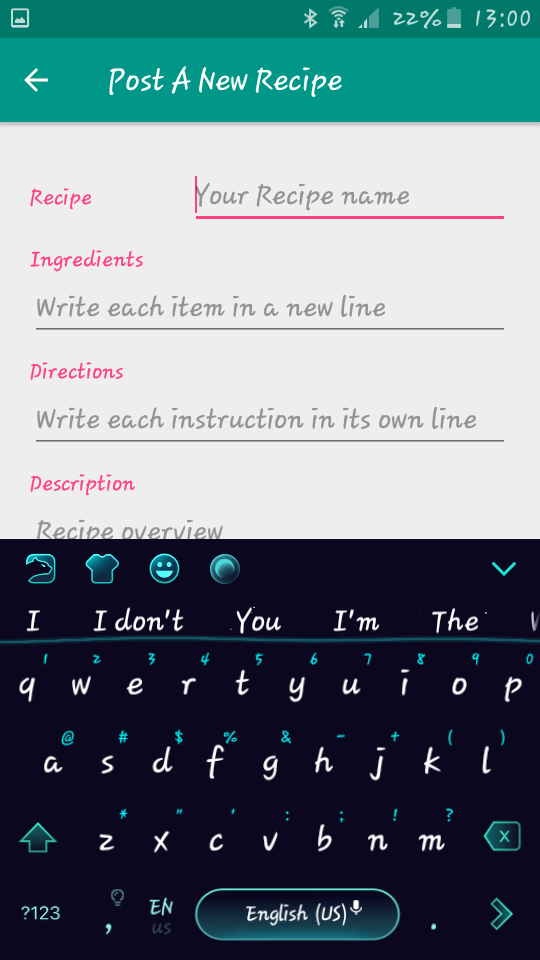 22% 13:00
Post A New Recipe
Recipe Your Recipe name
Ingredients
Write each item in a new line
Directions
Write each instruction in its own line
Description
Recipe overview
I I don't You I'm The
1 2 3 4 5 6 7 8 9 0
q w e r t y u i o p
@ # $ % & - + ( )
a s d f g h j k l
* " ' : ; ! ?
z x c v b n m X
?123 , EN English (US) .
us